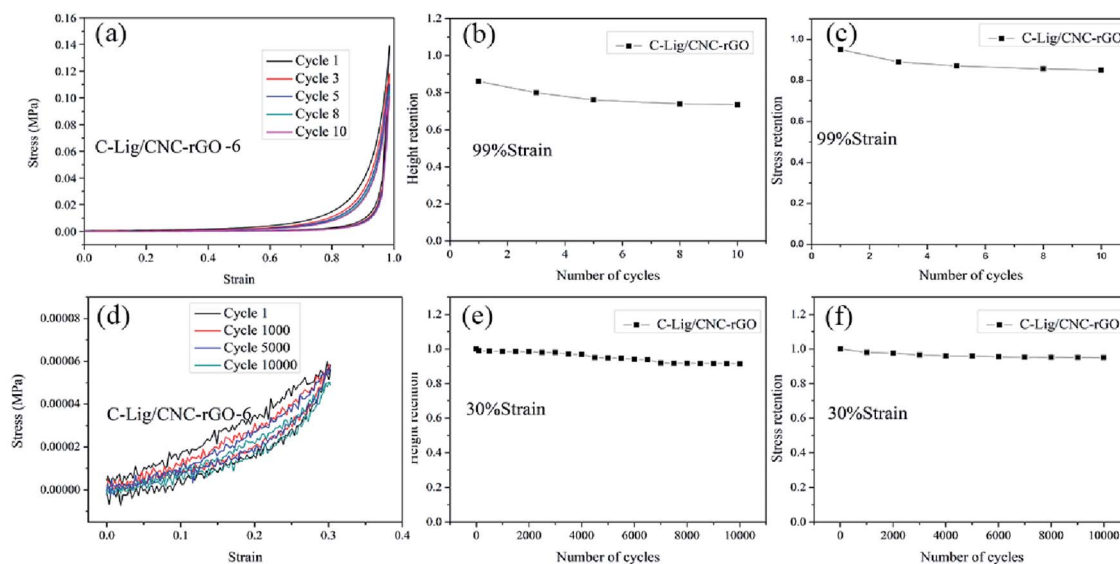 (a)
Cycle 1
Cycle 3
Cycle 5
Cycle 8
Cycle 10
C-Lig/CNC-rGO -6
Stress (MPa)
0.16
0.14
0.12
0.10
0.08
0.06
0.04
0.02
0.00
0.0 0.2 0.4 0.6 0.8 1.0
Strain
(b)
C-Lig/CNC-rGO
99%Strain
Height retention
1.2
1.0
0.8
0.6
0.4
0.2
0.0
0 2 4 6 8 10
Number of cycles
(c)
C-Lig/CNC-rGO
99%Strain
Stress retention
1.0
0.8
0.6
0.4
0.2
0.0
0 2 4 6 8 10
Number of cycles
(d)
Cycle 1
Cycle 1000
Cycle 5000
Cycle 10000
C-Lig/CNC-rGO-6
Stress (MPa)
0.00008
0.00006
0.00004
0.00002
0.00000
0.0 0.1 0.2 0.3 0.4
Strain
(e)
C-Lig/CNC-rGO
30%Strain
Height retention
1.2
1.0
0.8
0.6
0.4
0.2
0.0
0 2000 4000 6000 8000 10000
Number of cycles
(f)
C-Lig/CNC-rGO
30%Strain
Stress retention
1.2
1.0
0.8
0.6
0.4
0.2
0.0
0 2000 4000 6000 8000 10000
Number of cycles